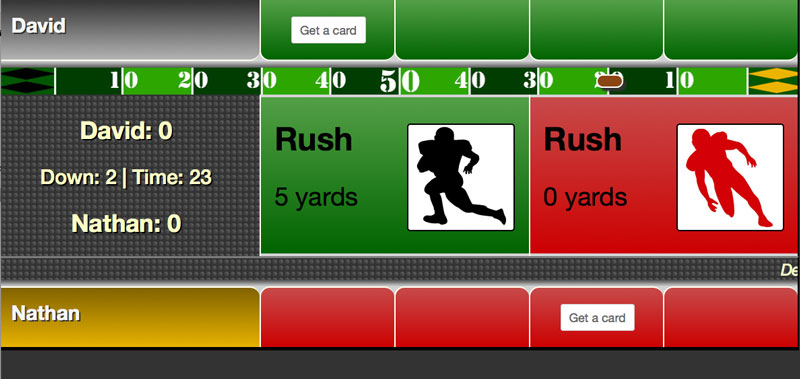 David
Get a card
10 20 30 40 50 40 30 20 10
David: 0
Down: 2 | Time: 23
Nathan: 0
Rush
5 yards
Rush
0 yards
De
Nathan
Get a card